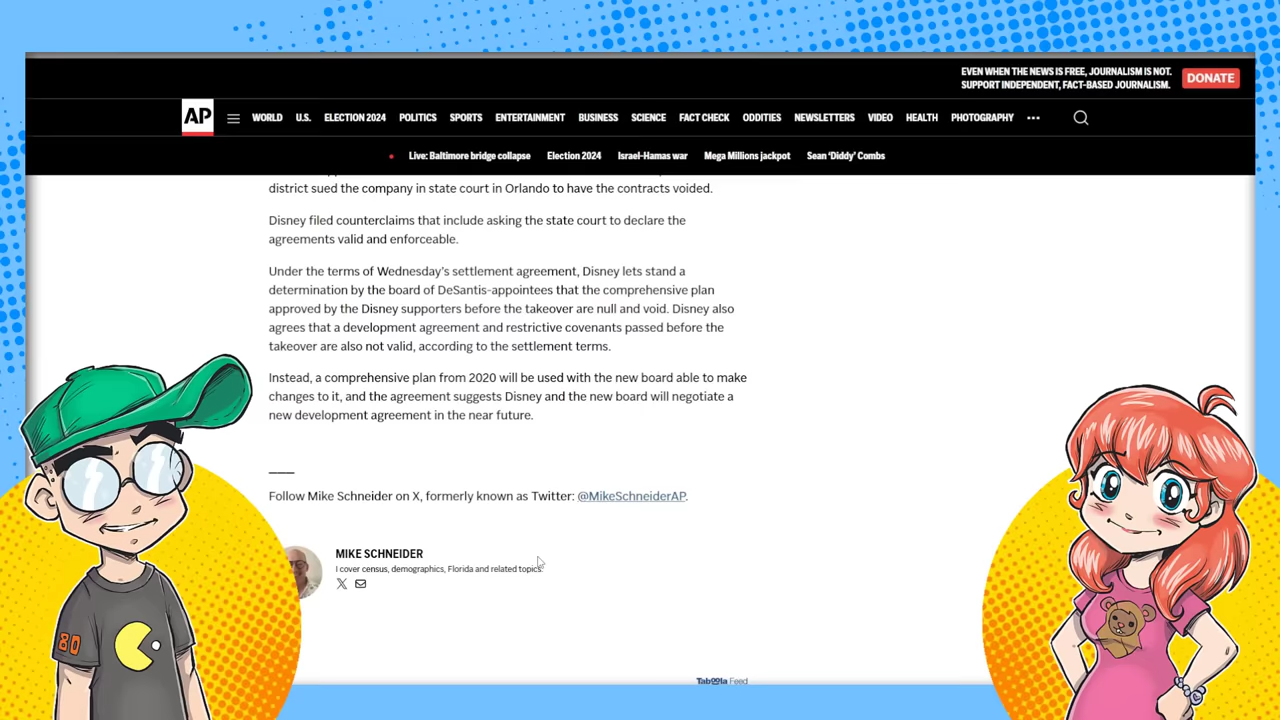 EVEN WHEN THE NEWS IS FREE, JOURNALISM IS NOT.
SUPPORT INDEPENDENT, FACT-BASED JOURNALISM.
DONATE
AP
WORLD U.S. ELECTION 2024 POLITICS SPORTS ENTERTAINMENT BUSINESS SCIENCE FACT CHECK ODDITIES NEWSLETTERS VIDEO HEALTH PHOTOGRAPHY
Live: Baltimore bridge collapse Election 2024 Israel-Hamas war Mega Millions jackpot Sean ‘Diddy’ Combs
district sued the company in state court in Orlando to have the contracts voided.
Disney filed counterclaims that include asking the state court to declare the
agreements valid and enforceable.
Under the terms of Wednesday’s settlement agreement, Disney lets stand a
determination by the board of DeSantis-appointees that the comprehensive plan
approved by the Disney supporters before the takeover are null and void. Disney also
agrees that a development agreement and restrictive covenants passed before the
takeover are also not valid, according to the settlement terms.
Instead, a comprehensive plan from 2020 will be used with the new board able to make
changes to it, and the agreement suggests Disney and the new board will negotiate a
new development agreement in the near future.
___
Follow Mike Schneider on X, formerly known as Twitter: @MikeSchneiderAP.
MIKE SCHNEIDER
I cover census, demographics, Florida and related topics.
80
Taboola Feed